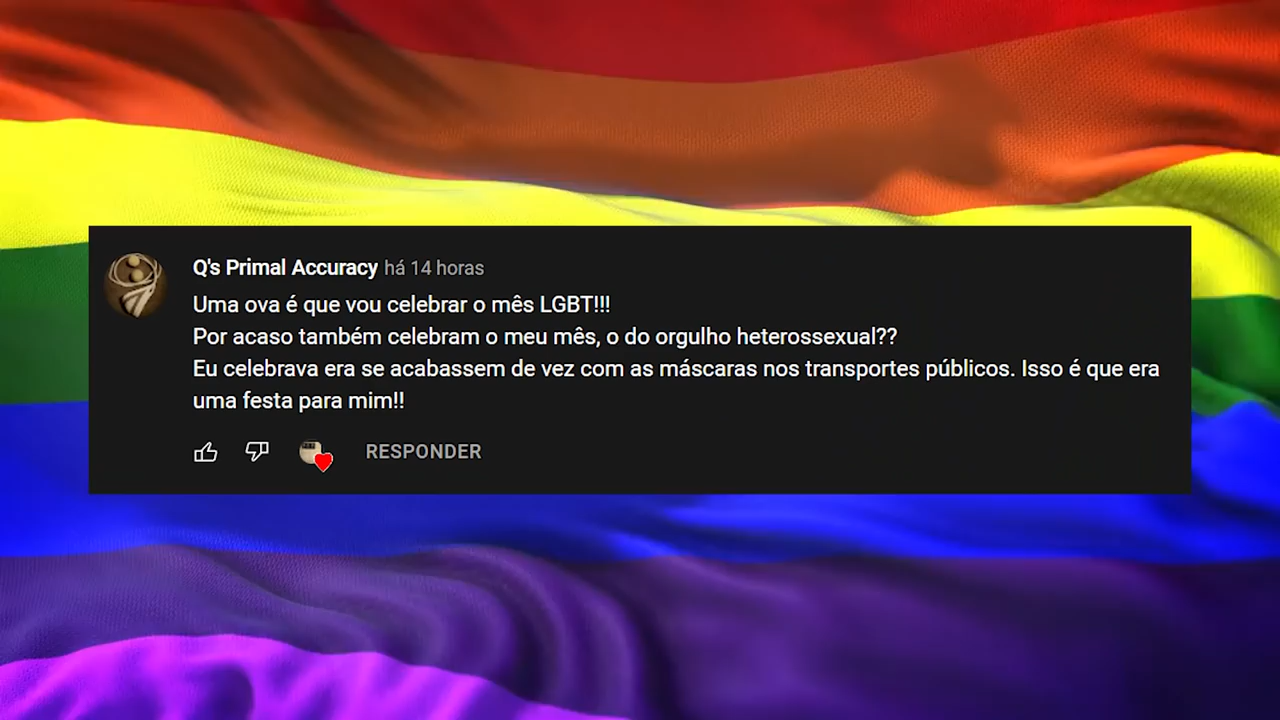 Q's Primal Accuracy há 14 horas
Uma ova é que vou celebrar o mês LGBT!!!
Por acaso também celebram o meu mês, o do orgulho heterossexual??
Eu celebrava era se acabassem de vez com as máscaras nos transportes públicos. Isso é que era
uma festa para mim!!
RESPONDER